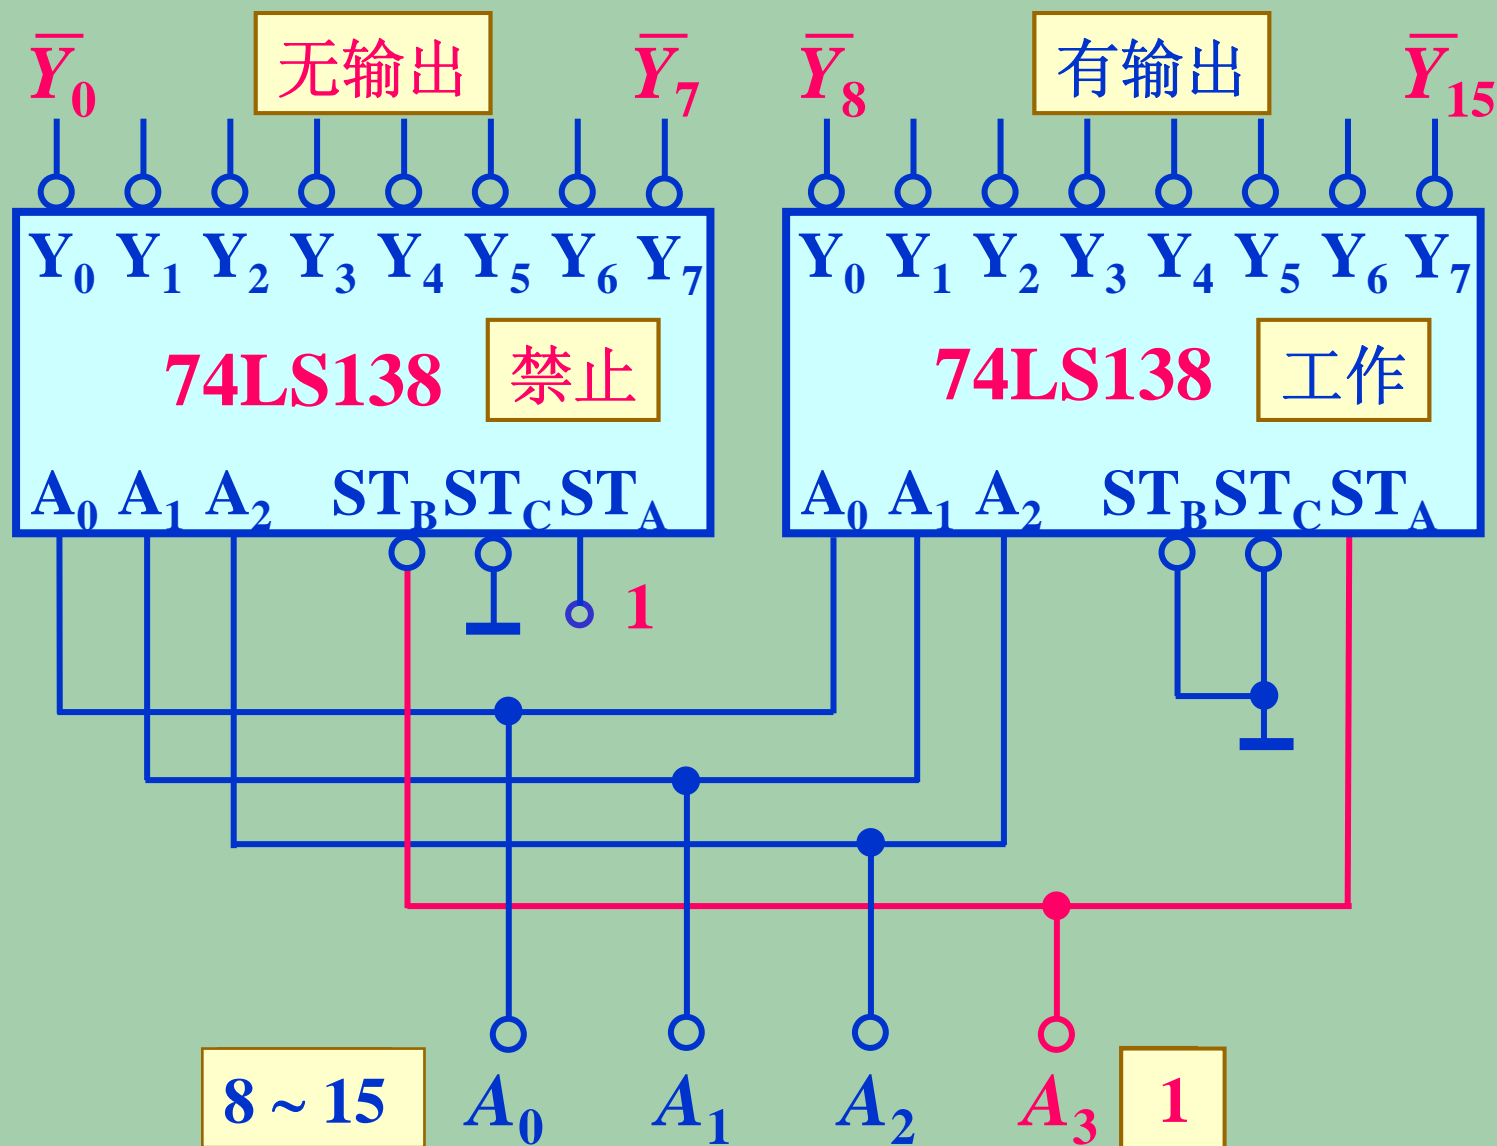 Y̅0 无输出 Y̅7 Y̅8 有输出 Y̅15
Y0 Y1 Y2 Y3 Y4 Y5 Y6 Y7
Y0 Y1 Y2 Y3 Y4 Y5 Y6 Y7
74LS138 禁止
74LS138 工作
A0 A1 A2 STB STC STA
A0 A1 A2 STB STC STA
1
8 ~ 15 A0 A1 A2 A3 1